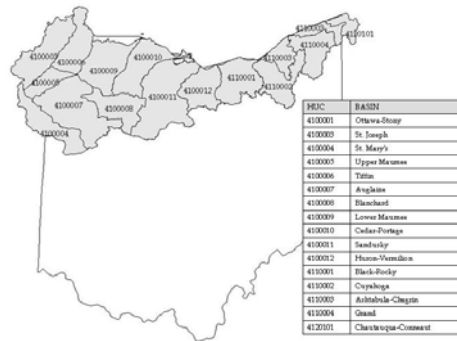 4110003
4120101
4110004
4100003
4100006
4100010
4100009
4110003
4110001
4100005
4110002
4100012
4100011
4100007
4100008
4100004
HUC BASIN
4100001 Ottawa-Stony
4100003 St. Joseph
4100004 St. Mary's
4100005 Upper Maumee
4100006 Tiffin
4100007 Auglaize
4100008 Blanchard
4100009 Lower Maumee
4100010 Cedar-Portage
4100011 Sandusky
4100012 Huron-Vermilion
4110001 Black-Rocky
4110002 Cuyahoga
4110003 Ashtabula-Chagrin
4110004 Grand
4120101 Chautauqua-Conneaut